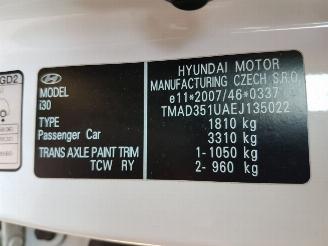 GD2
HYUNDAI MOTOR
MANUFACTURING CZECH S.R.O.
e11*2007/46*0337
TMAD351UAEJ135022
1810 kg
3310 kg
1- 1050 kg
2- 960 kg
MODEL
i30
TYPE
Passenger Car
TRANS AXLE PAINT TRIM
TCW RY